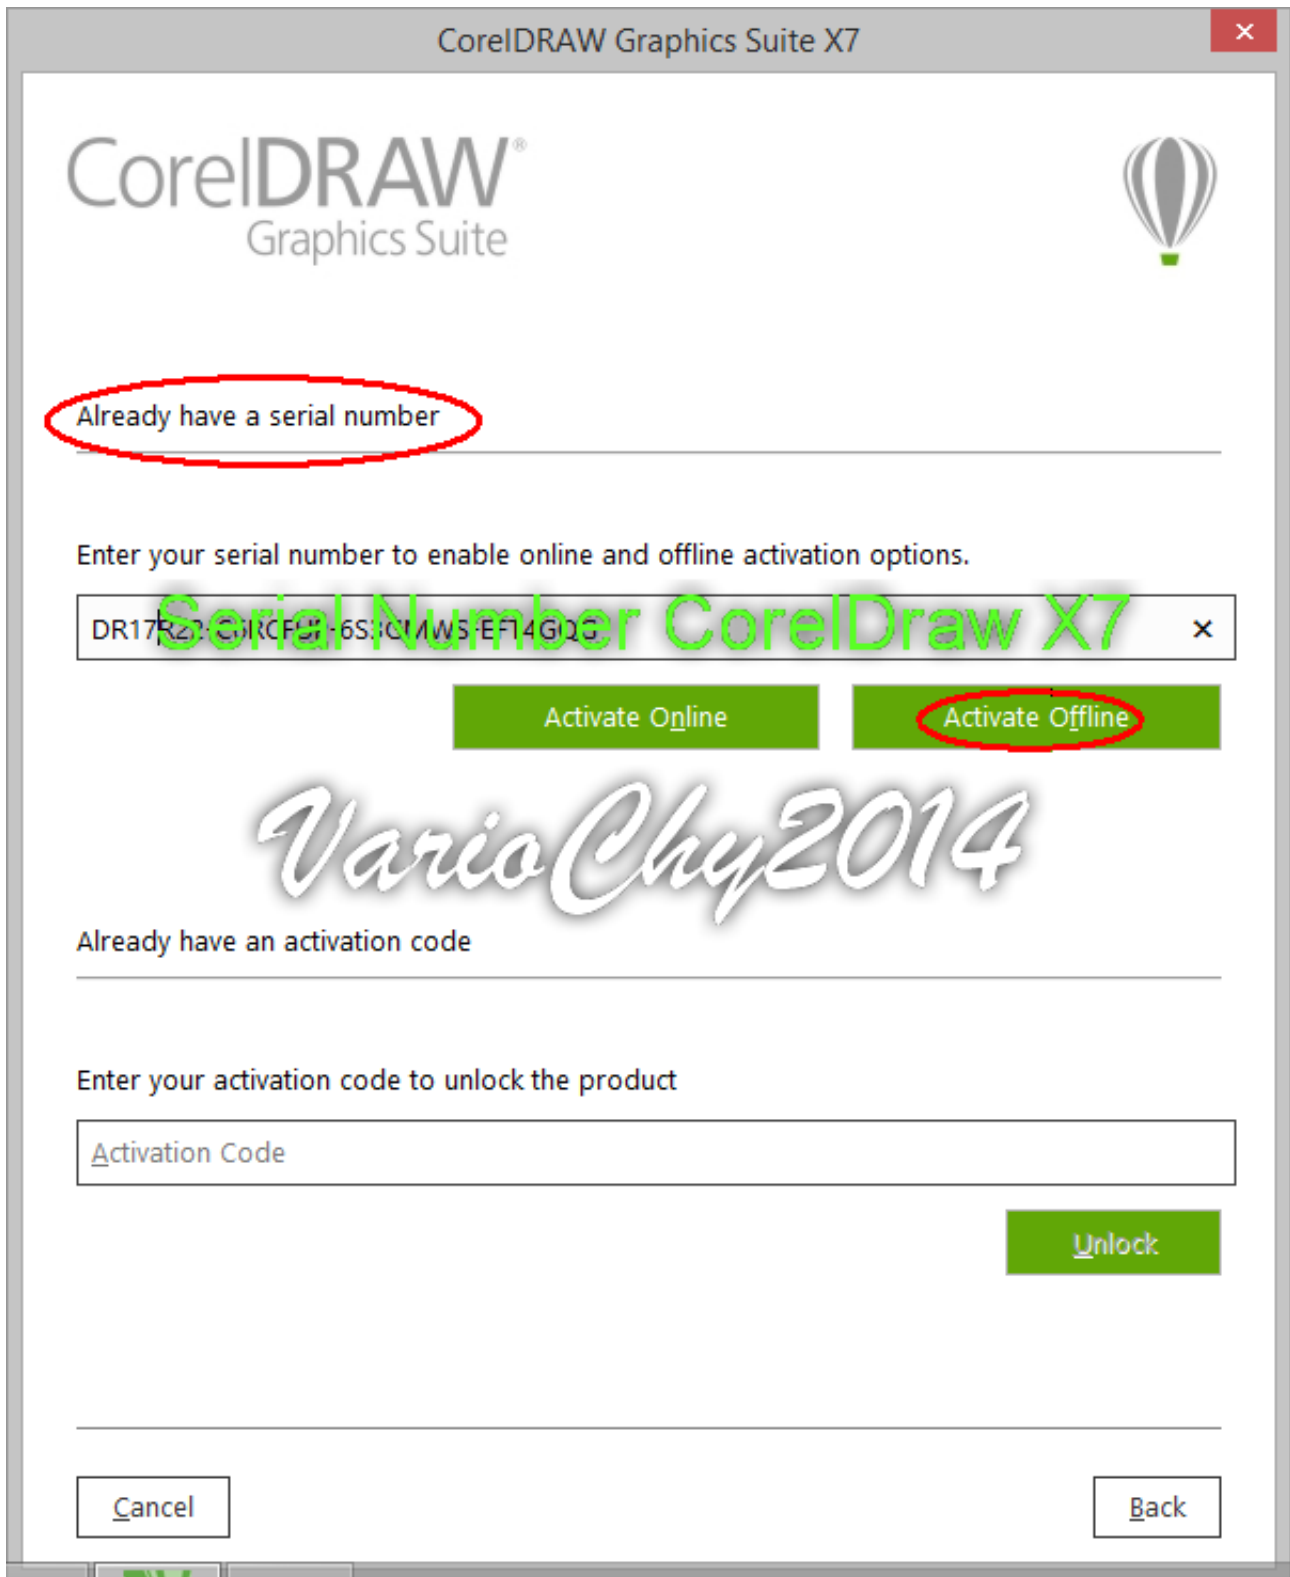 CorelDRAW Graphics Suite X7
CorelDRAW®
Graphics Suite
Already have a serial number
Enter your serial number to enable online and offline activation options.
Serial Number CorelDraw X7
Activate Online
Activate Offline
VarioChy2014
Already have an activation code
Enter your activation code to unlock the product
Activation Code
Unlock
Cancel
Back